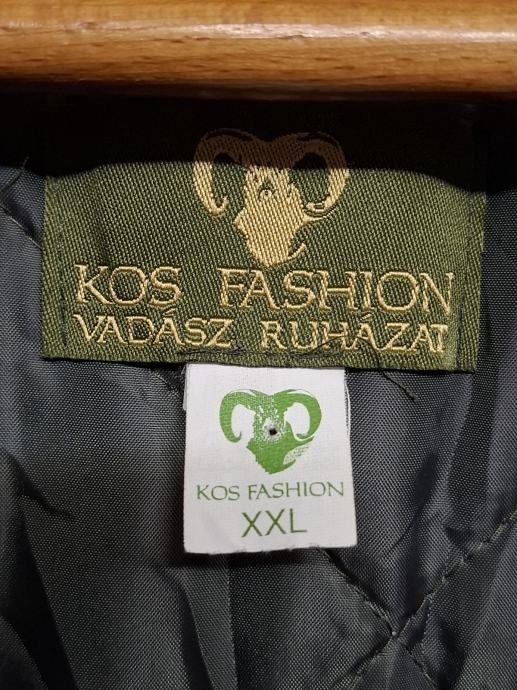 KOS FASHION
VADÁSZ RUHÁZAT
KOS FASHION
XXL